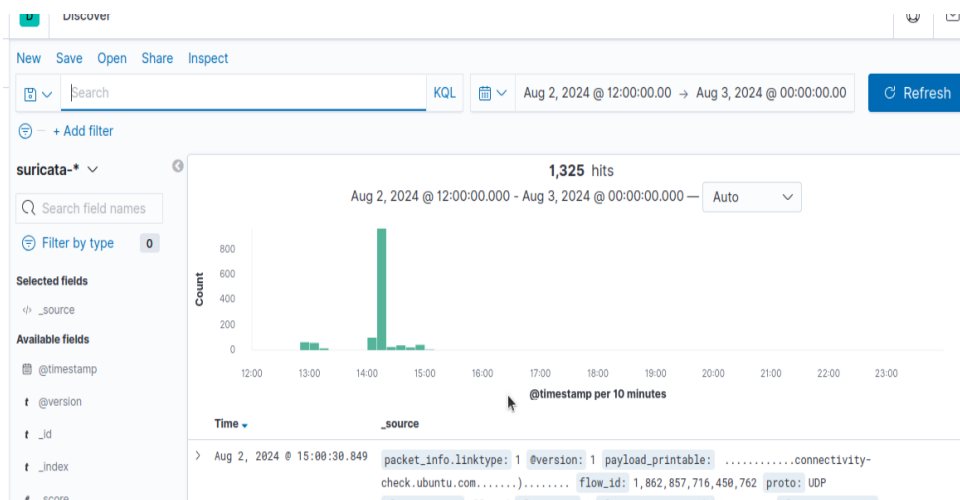 D Discover
New Save Open Share Inspect
Search KQL Aug 2, 2024 @ 12:00:00.00 → Aug 3, 2024 @ 00:00:00.00 Refresh
+ Add filter
suricata-*
1,325 hits
Aug 2, 2024 @ 12:00:00.000 - Aug 3, 2024 @ 00:00:00.000 — Auto
Search field names
Filter by type 0
Selected fields
</> _source
Available fields
@timestamp
t @version
t _id
t _index
# _score
Count
800
600
400
200
0
12:00 13:00 14:00 15:00 16:00 17:00 18:00 19:00 20:00 21:00 22:00 23:00
@timestamp per 10 minutes
Time _source
> Aug 2, 2024 @ 15:00:30.849 packet_info.linktype: 1 @version: 1 payload_printable: ............connectivity-
check.ubuntu.com.......)........ flow_id: 1,862,857,716,450,762 proto: UDP